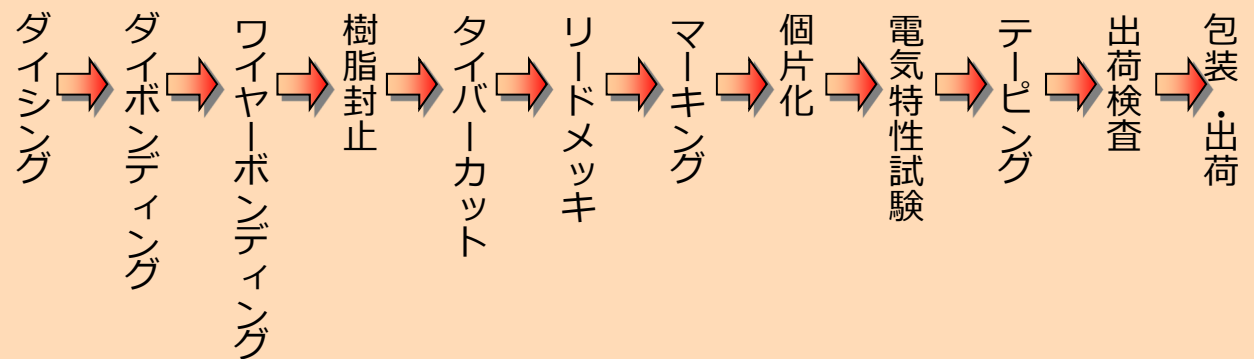 ダイシング
ダイボンディング
ワイヤーボンディング
樹脂封止
タイバーカット
リードメッキ
マーキング
個片化
電気特性試験
テーピング
出荷検査
包装・出荷